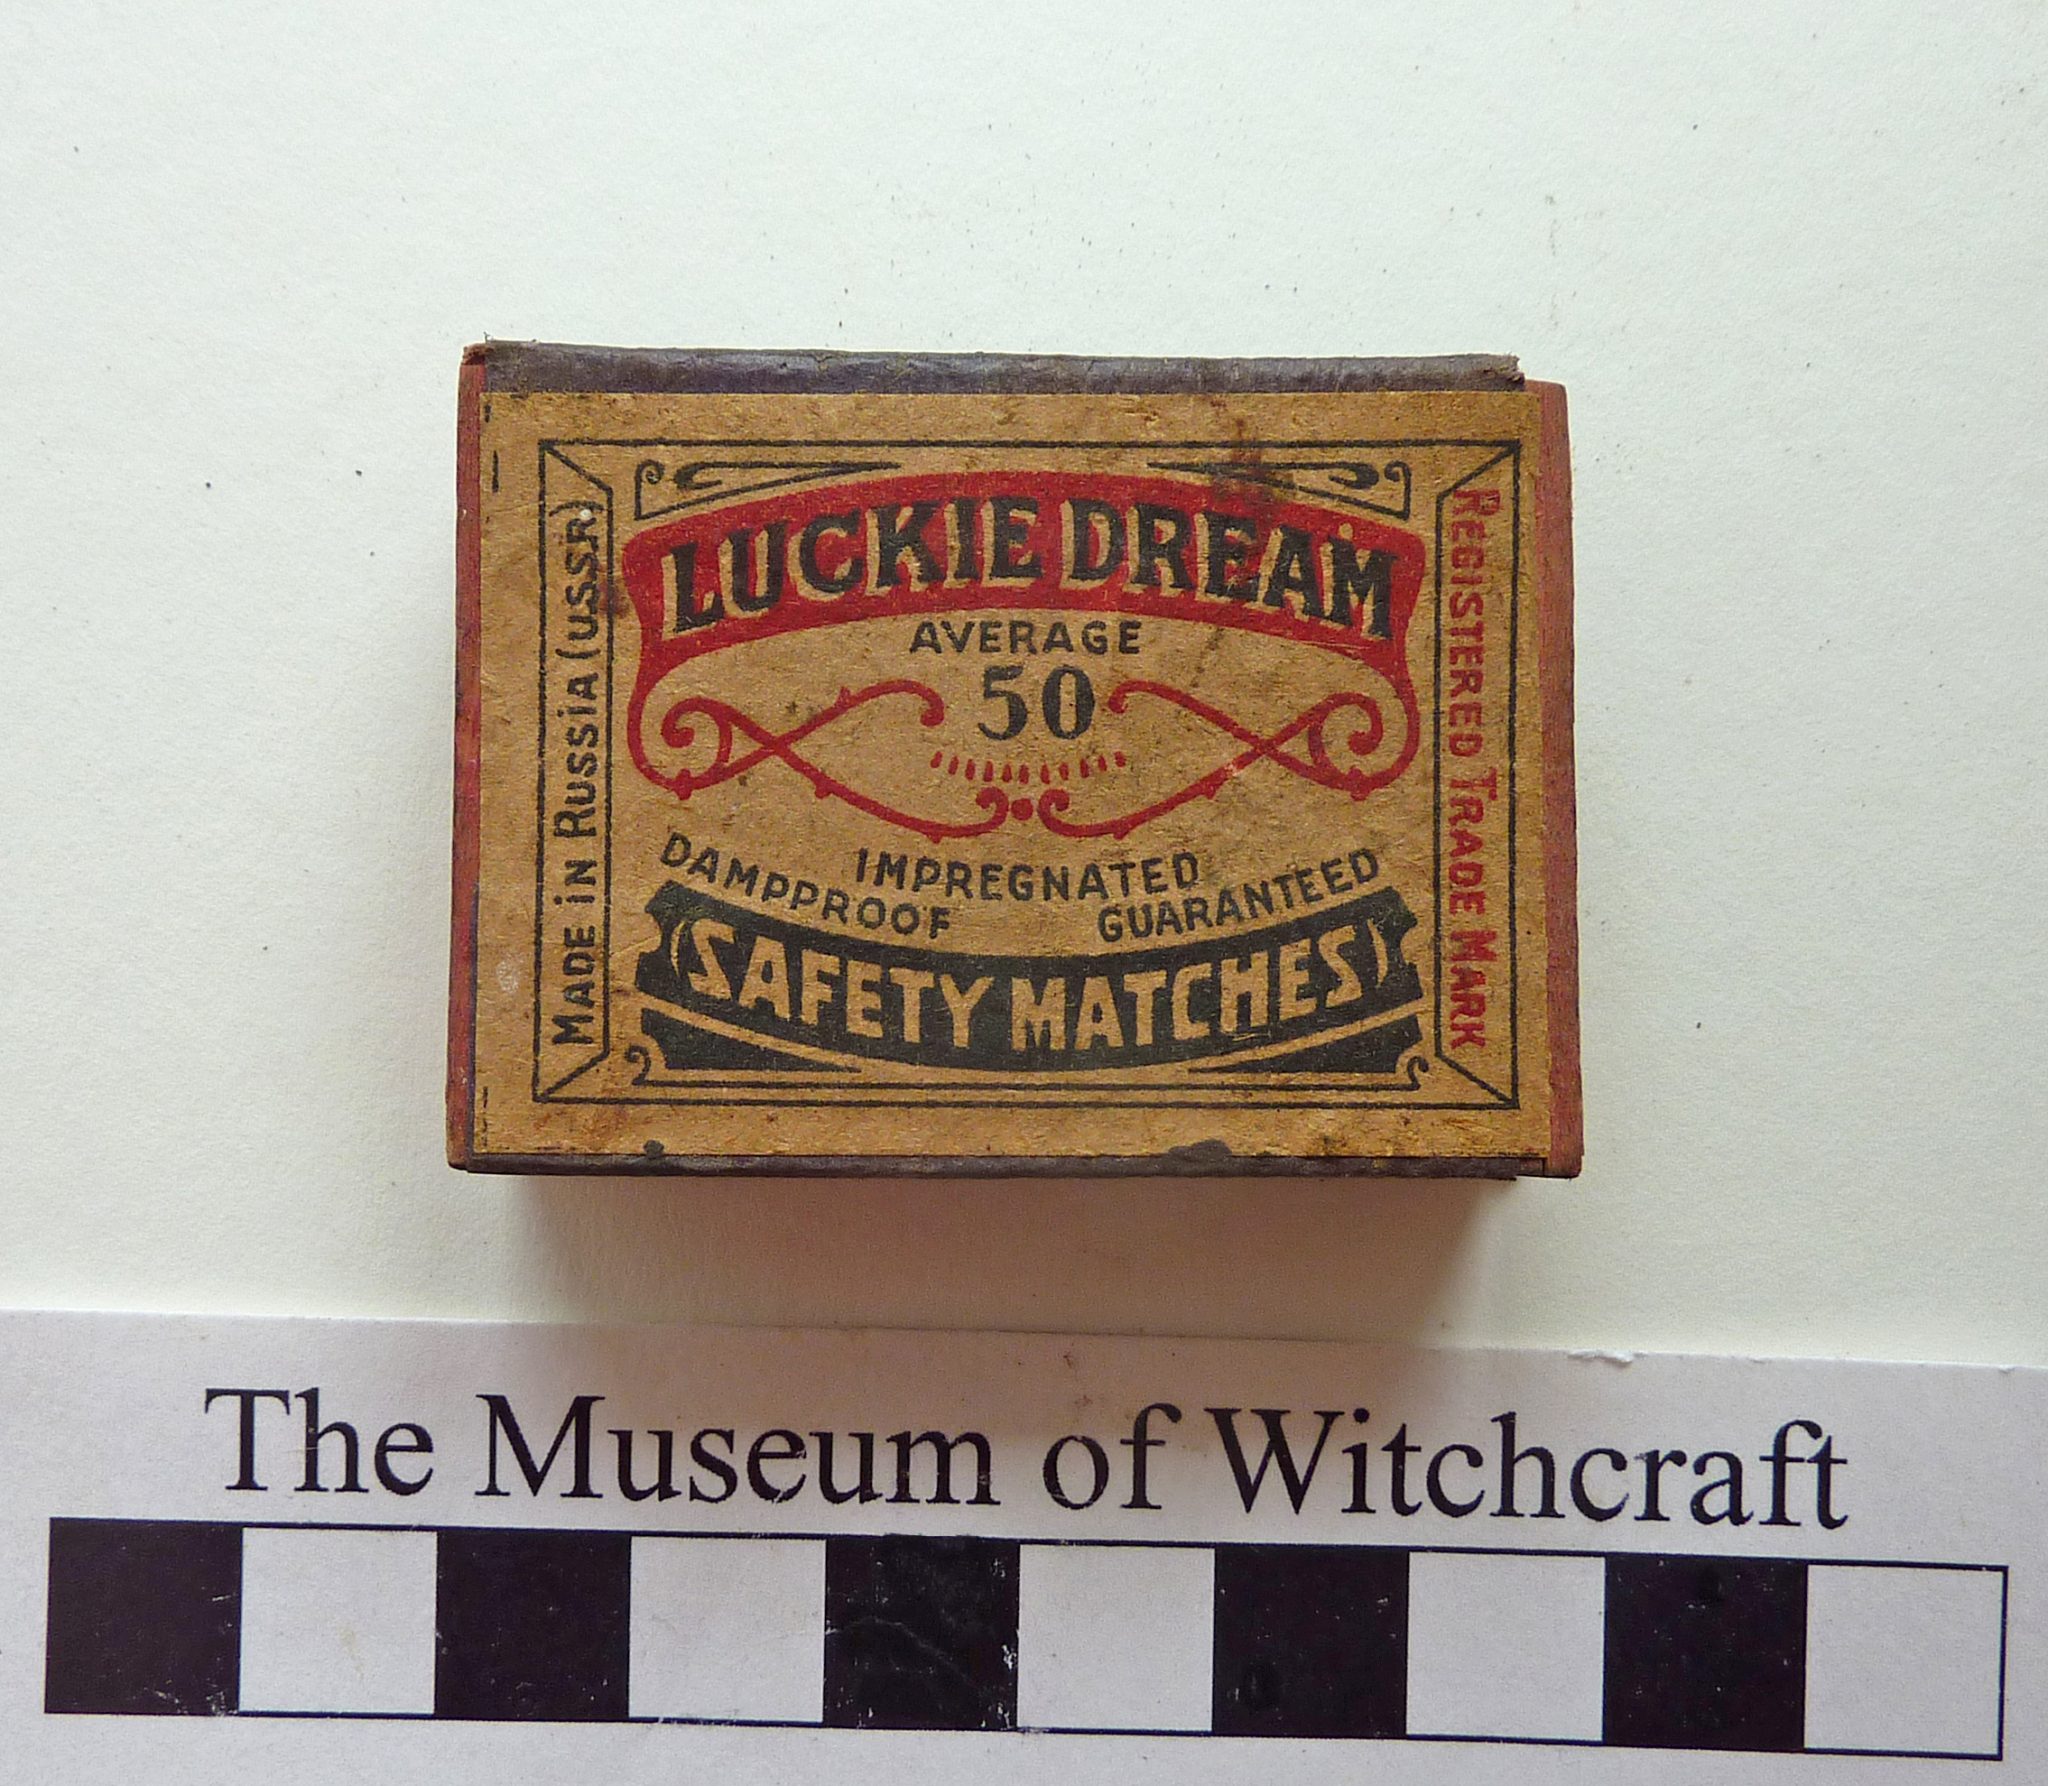 LUCKIE DREAM
AVERAGE
50
IMPREGNATED
DAMPPROOF GUARANTEED
SAFETY MATCHES
MADE iN RUSSiA (USSR)
REGISTERED TRADE MARK
The Museum of Witchcraft